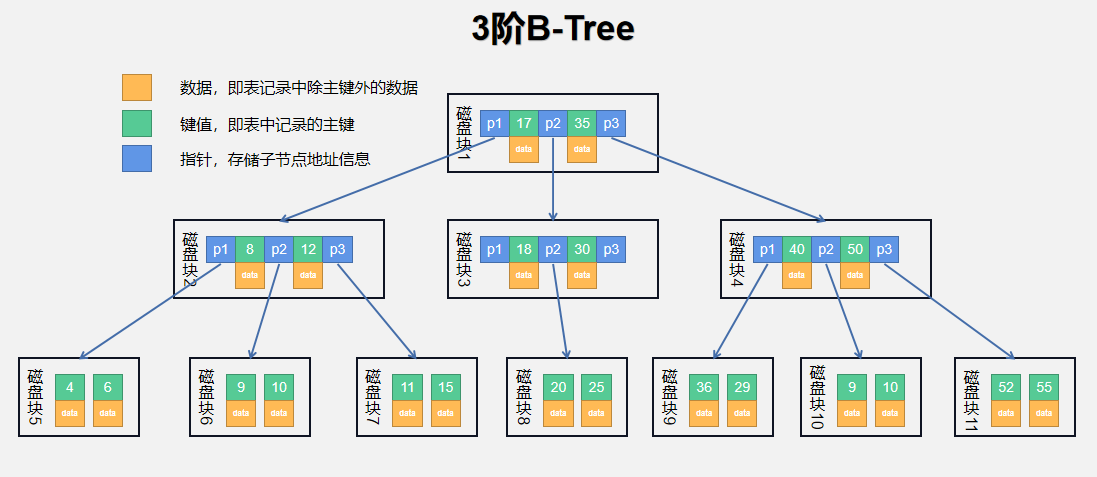 3阶B-Tree
数据，即表记录中除主键外的数据
键值，即表中记录的主键
指针，存储子节点地址信息
磁盘块1
p1 17 p2 35 p3
data data
磁盘块2
p1 8 p2 12 p3
data data
磁盘块3
p1 18 p2 30 p3
data data
磁盘块4
p1 40 p2 50 p3
data data
磁盘块5
4 6
data data
磁盘块6
9 10
data data
磁盘块7
11 15
data data
磁盘块8
20 25
data data
磁盘块9
36 29
data data
磁盘块10
9 10
data data
磁盘块11
52 55
data data